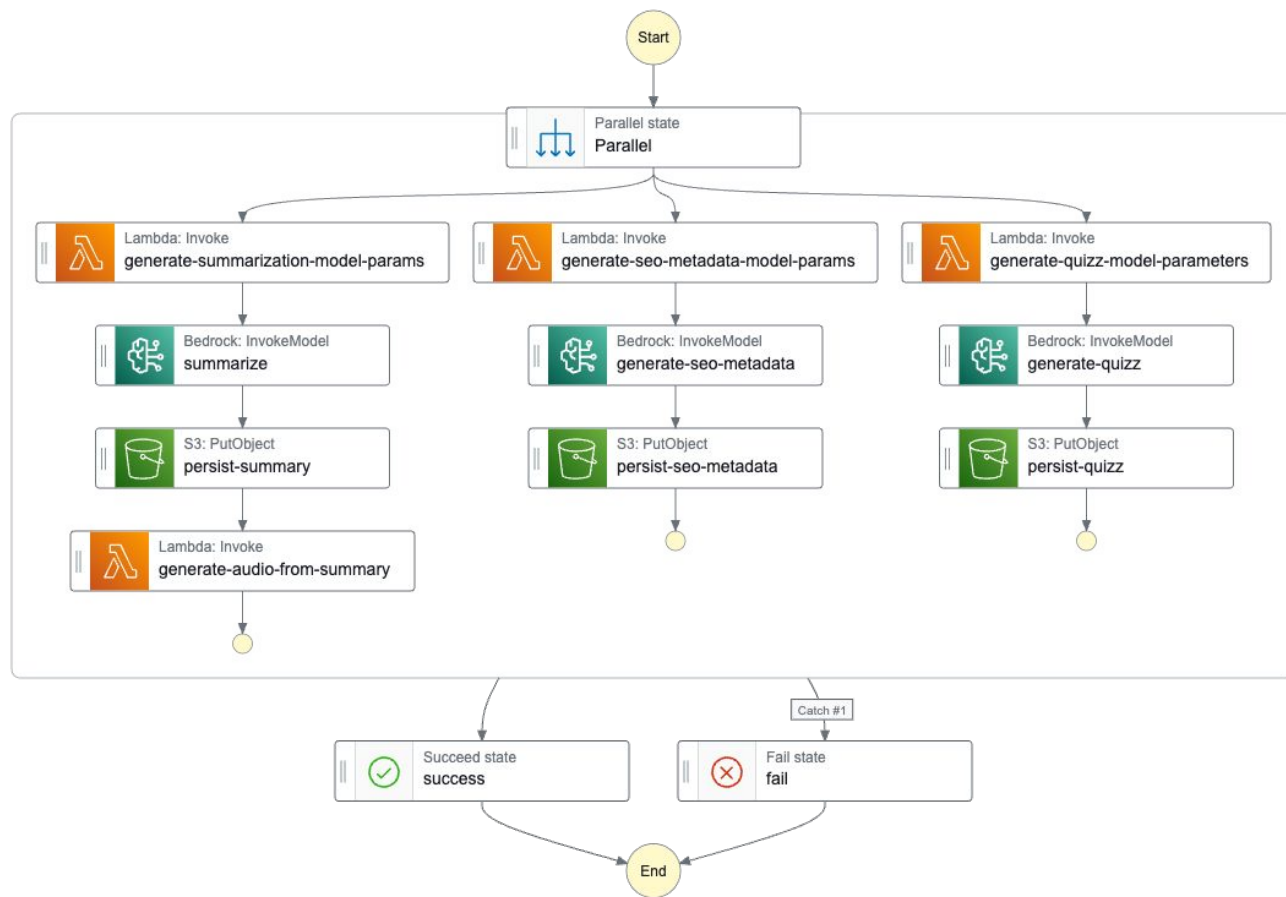 Start
Parallel state
Parallel
Lambda: Invoke
generate-summarization-model-params
Lambda: Invoke
generate-seo-metadata-model-params
Lambda: Invoke
generate-quizz-model-parameters
Bedrock: InvokeModel
summarize
Bedrock: InvokeModel
generate-seo-metadata
Bedrock: InvokeModel
generate-quizz
S3: PutObject
persist-summary
S3: PutObject
persist-seo-metadata
S3: PutObject
persist-quizz
Lambda: Invoke
generate-audio-from-summary
Catch #1
Succeed state
success
Fail state
fail
End